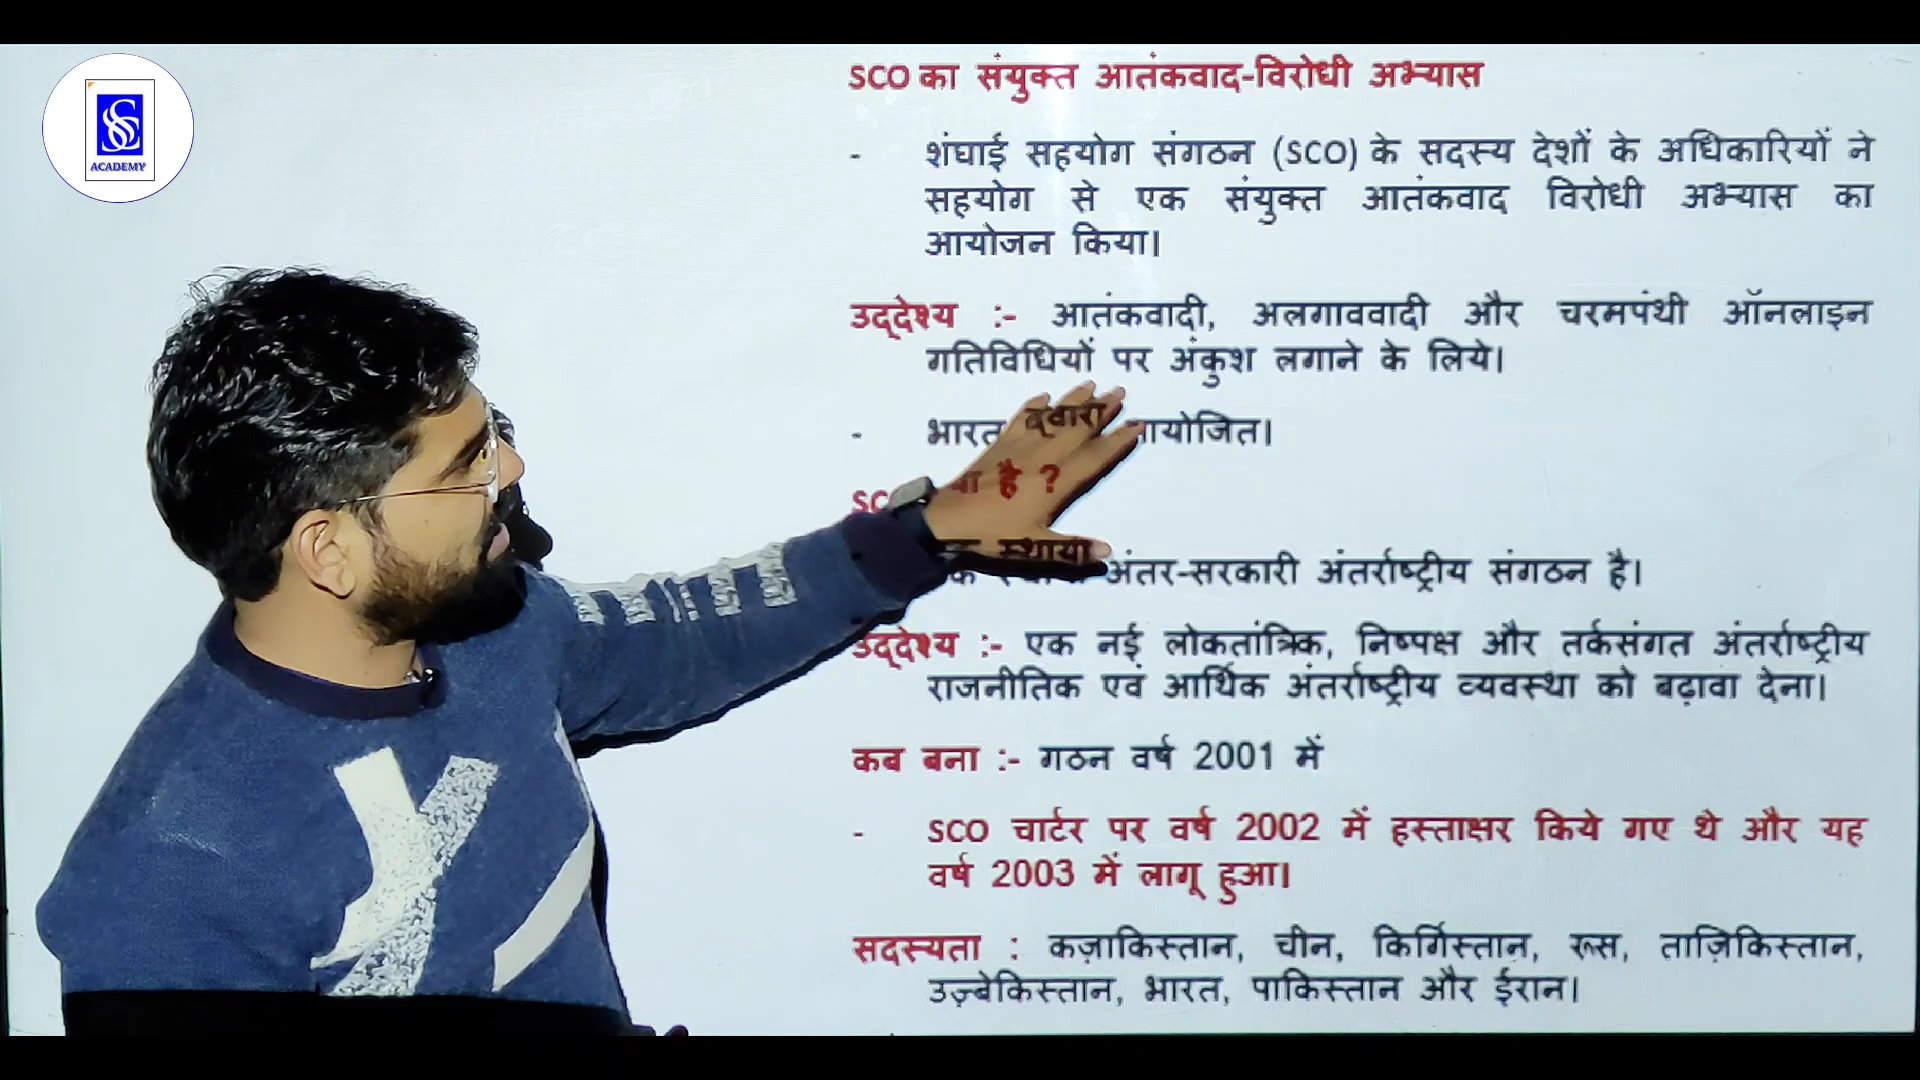 SSC
ACADEMY
SCO का संयुक्त आतंकवाद-विरोधी अभ्यास
- शंघाई सहयोग संगठन (SCO) के सदस्य देशों के अधिकारियों ने
सहयोग से एक संयुक्त आतंकवाद विरोधी अभ्यास का
आयोजन किया।
उद्देश्य :- आतंकवादी, अलगाववादी और चरमपंथी ऑनलाइन
गतिविधियों पर अंकुश लगाने के लिये।
- भारत द्वारा आयोजित।
SCO है ?
स्थायी अंतर-सरकारी अंतर्राष्ट्रीय संगठन है।
उद्देश्य :- एक नई लोकतांत्रिक, निष्पक्ष और तर्कसंगत अंतर्राष्ट्रीय
राजनीतिक एवं आर्थिक अंतर्राष्ट्रीय व्यवस्था को बढ़ावा देना।
कब बना :- गठन वर्ष 2001 में
- SCO चार्टर पर वर्ष 2002 में हस्ताक्षर किये गए थे और यह
वर्ष 2003 में लागू हुआ।
सदस्यता : कज़ाकिस्तान, चीन, किर्गिस्तान, रूस, ताज़िकिस्तान,
उज़्बेकिस्तान, भारत, पाकिस्तान और ईरान।